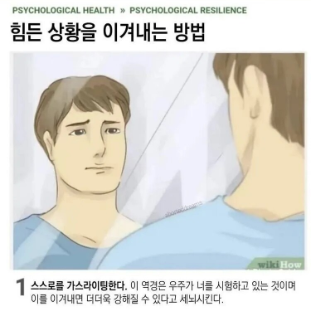 PSYCHOLOGICAL HEALTH » PSYCHOLOGICAL RESILIENCE
힘든 상황을 이겨내는 방법
wikiHow
1 스스로를 가스라이팅한다. 이 역경은 우주가 너를 시험하고 있는 것이며
이를 이겨내면 더더욱 강해질 수 있다고 세뇌시킨다.